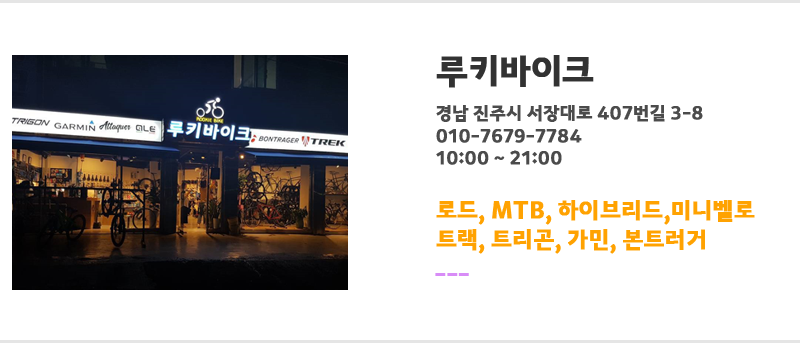 루키바이크
경남 진주시 서장대로 407번길 3-8
010-7679-7784
10:00 ~ 21:00
로드, MTB, 하이브리드,미니벨로
트랙, 트리곤, 가민, 본트러거
---
ROOKIE BIKE
TRIGON GARMIN Altaquer ALE 루키바이크 BONTRAGER TREK